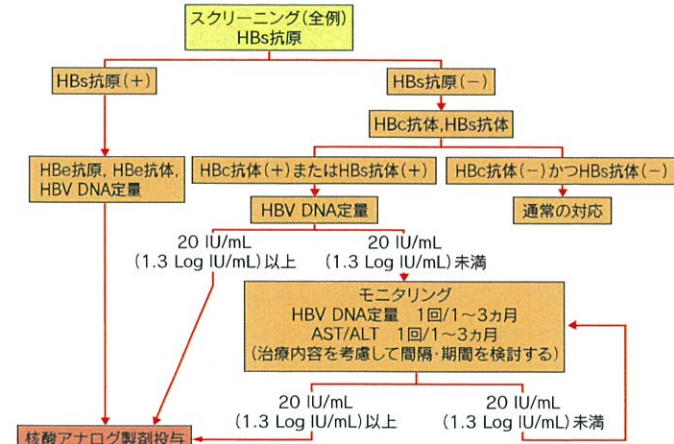 スクリーニング(全例)
HBs抗原
HBs抗原(+)
HBs抗原(−)
HBc抗体,HBs抗体
HBe抗原, HBe抗体,
HBV DNA定量
HBc抗体(+)またはHBs抗体(+)
HBc抗体(−)かつHBs抗体(−)
HBV DNA定量
通常の対応
20 IU/mL
(1.3 Log IU/mL)以上
20 IU/mL
(1.3 Log IU/mL)未満
モニタリング
HBV DNA定量 1回/1〜3ヵ月
AST/ALT 1回/1〜3ヵ月
(治療内容を考慮して間隔・期間を検討する)
20 IU/mL
(1.3 Log IU/mL)以上
20 IU/mL
(1.3 Log IU/mL)未満
核酸アナログ製剤投与